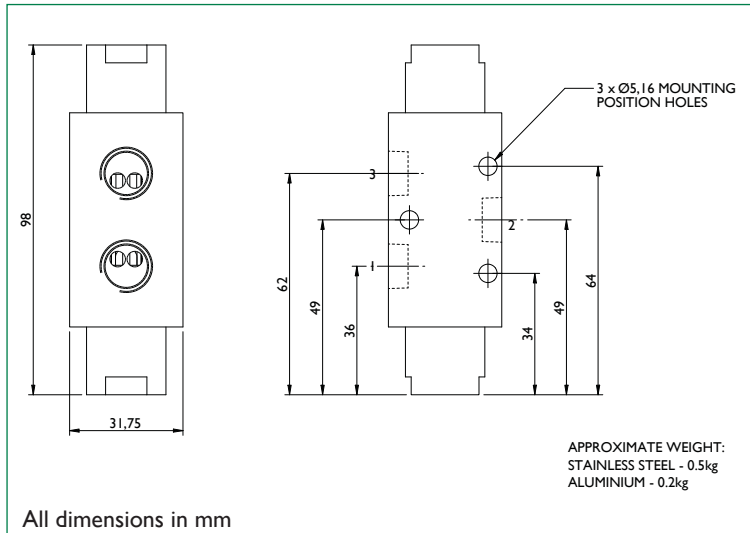 3 x Ø5,16 MOUNTING
POSITION HOLES
3
2
1
98
62
49
36
34
49
64
31,75
APPROXIMATE WEIGHT:
STAINLESS STEEL - 0.5kg
ALUMINIUM - 0.2kg
All dimensions in mm